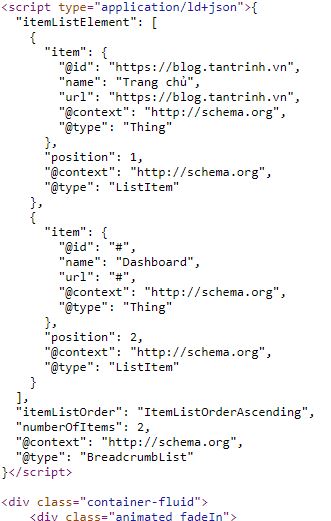 <script type="application/ld+json">{
  "itemListElement": [
    {
      "item": {
        "@id": "https://blog.tantrinh.vn",
        "name": "Trang chủ",
        "url": "https://blog.tantrinh.vn",
        "@context": "http://schema.org",
        "@type": "Thing"
      },
      "position": 1,
      "@context": "http://schema.org",
      "@type": "ListItem"
    },
    {
      "item": {
        "@id": "#",
        "name": "Dashboard",
        "url": "#",
        "@context": "http://schema.org",
        "@type": "Thing"
      },
      "position": 2,
      "@context": "http://schema.org",
      "@type": "ListItem"
    }
  ],
  "itemListOrder": "ItemListOrderAscending",
  "numberOfItems": 2,
  "@context": "http://schema.org",
  "@type": "BreadcrumbList"
}</script>

<div class="container-fluid">
    <div class="animated fadeIn">